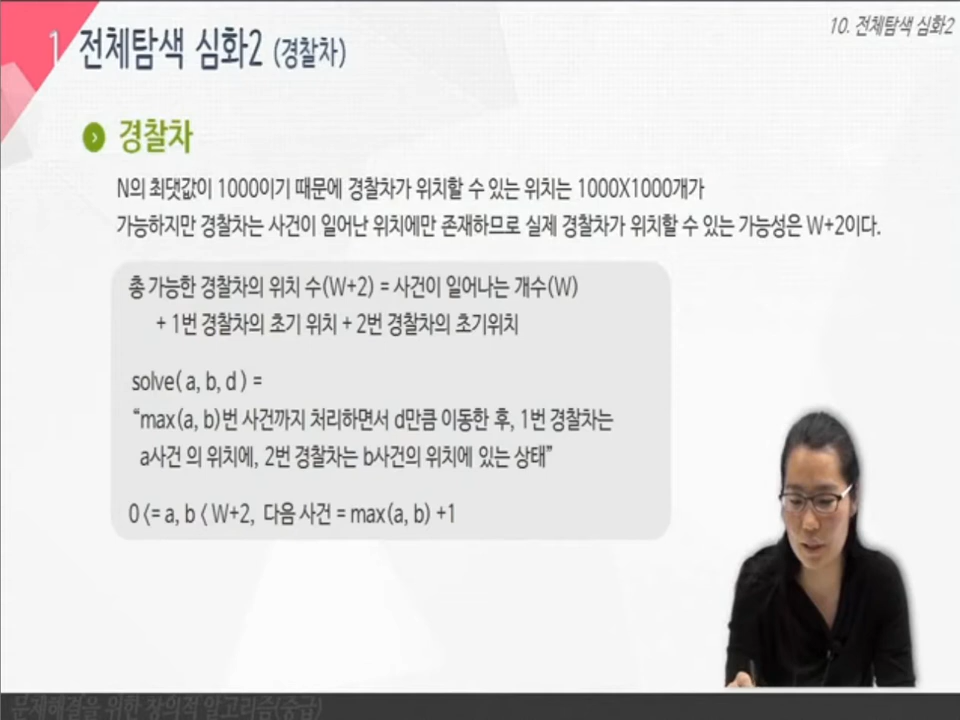 10. 전체탐색 심화2
1 전체탐색 심화2 (경찰차)
경찰차
N의 최댓값이 1000이기 때문에 경찰차가 위치할 수 있는 위치는 1000X1000개가
가능하지만 경찰차는 사건이 일어난 위치에만 존재하므로 실제 경찰차가 위치할 수 있는 가능성은 W+2이다.
총 가능한 경찰차의 위치 수(W+2) = 사건이 일어나는 개수(W)
+ 1번 경찰차의 초기 위치 + 2번 경찰차의 초기위치
solve( a, b, d ) =
“max(a, b)번 사건까지 처리하면서 d만큼 이동한 후, 1번 경찰차는
a사건 의 위치에, 2번 경찰차는 b사건의 위치에 있는 상태”
0 <= a, b < W+2, 다음 사건 = max(a, b) +1
문제해결을 위한 창의적 알고리즘(중급)